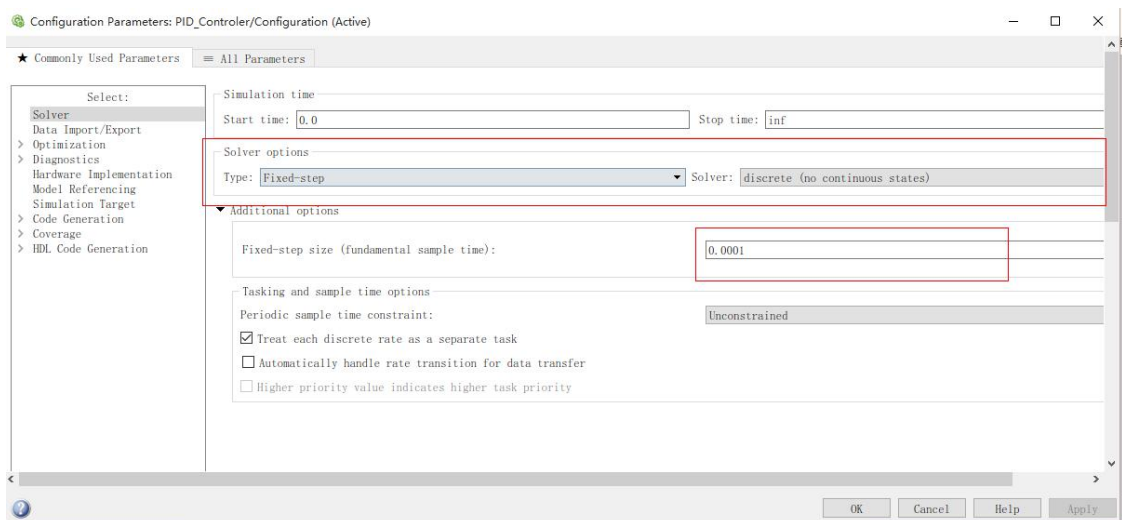 Configuration Parameters: PID_Controler/Configuration (Active)
★ Commonly Used Parameters
≡ All Parameters
Select:
Solver
Data Import/Export
Optimization
Diagnostics
Hardware Implementation
Model Referencing
Simulation Target
Code Generation
Coverage
HDL Code Generation
Simulation time
Start time: 0.0 Stop time: inf
Solver options
Type: Fixed-step Solver: discrete (no continuous states)
Additional options
Fixed-step size (fundamental sample time): 0.0001
Tasking and sample time options
Periodic sample time constraint: Unconstrained
Treat each discrete rate as a separate task
Automatically handle rate transition for data transfer
Higher priority value indicates higher task priority
OK Cancel Help Apply